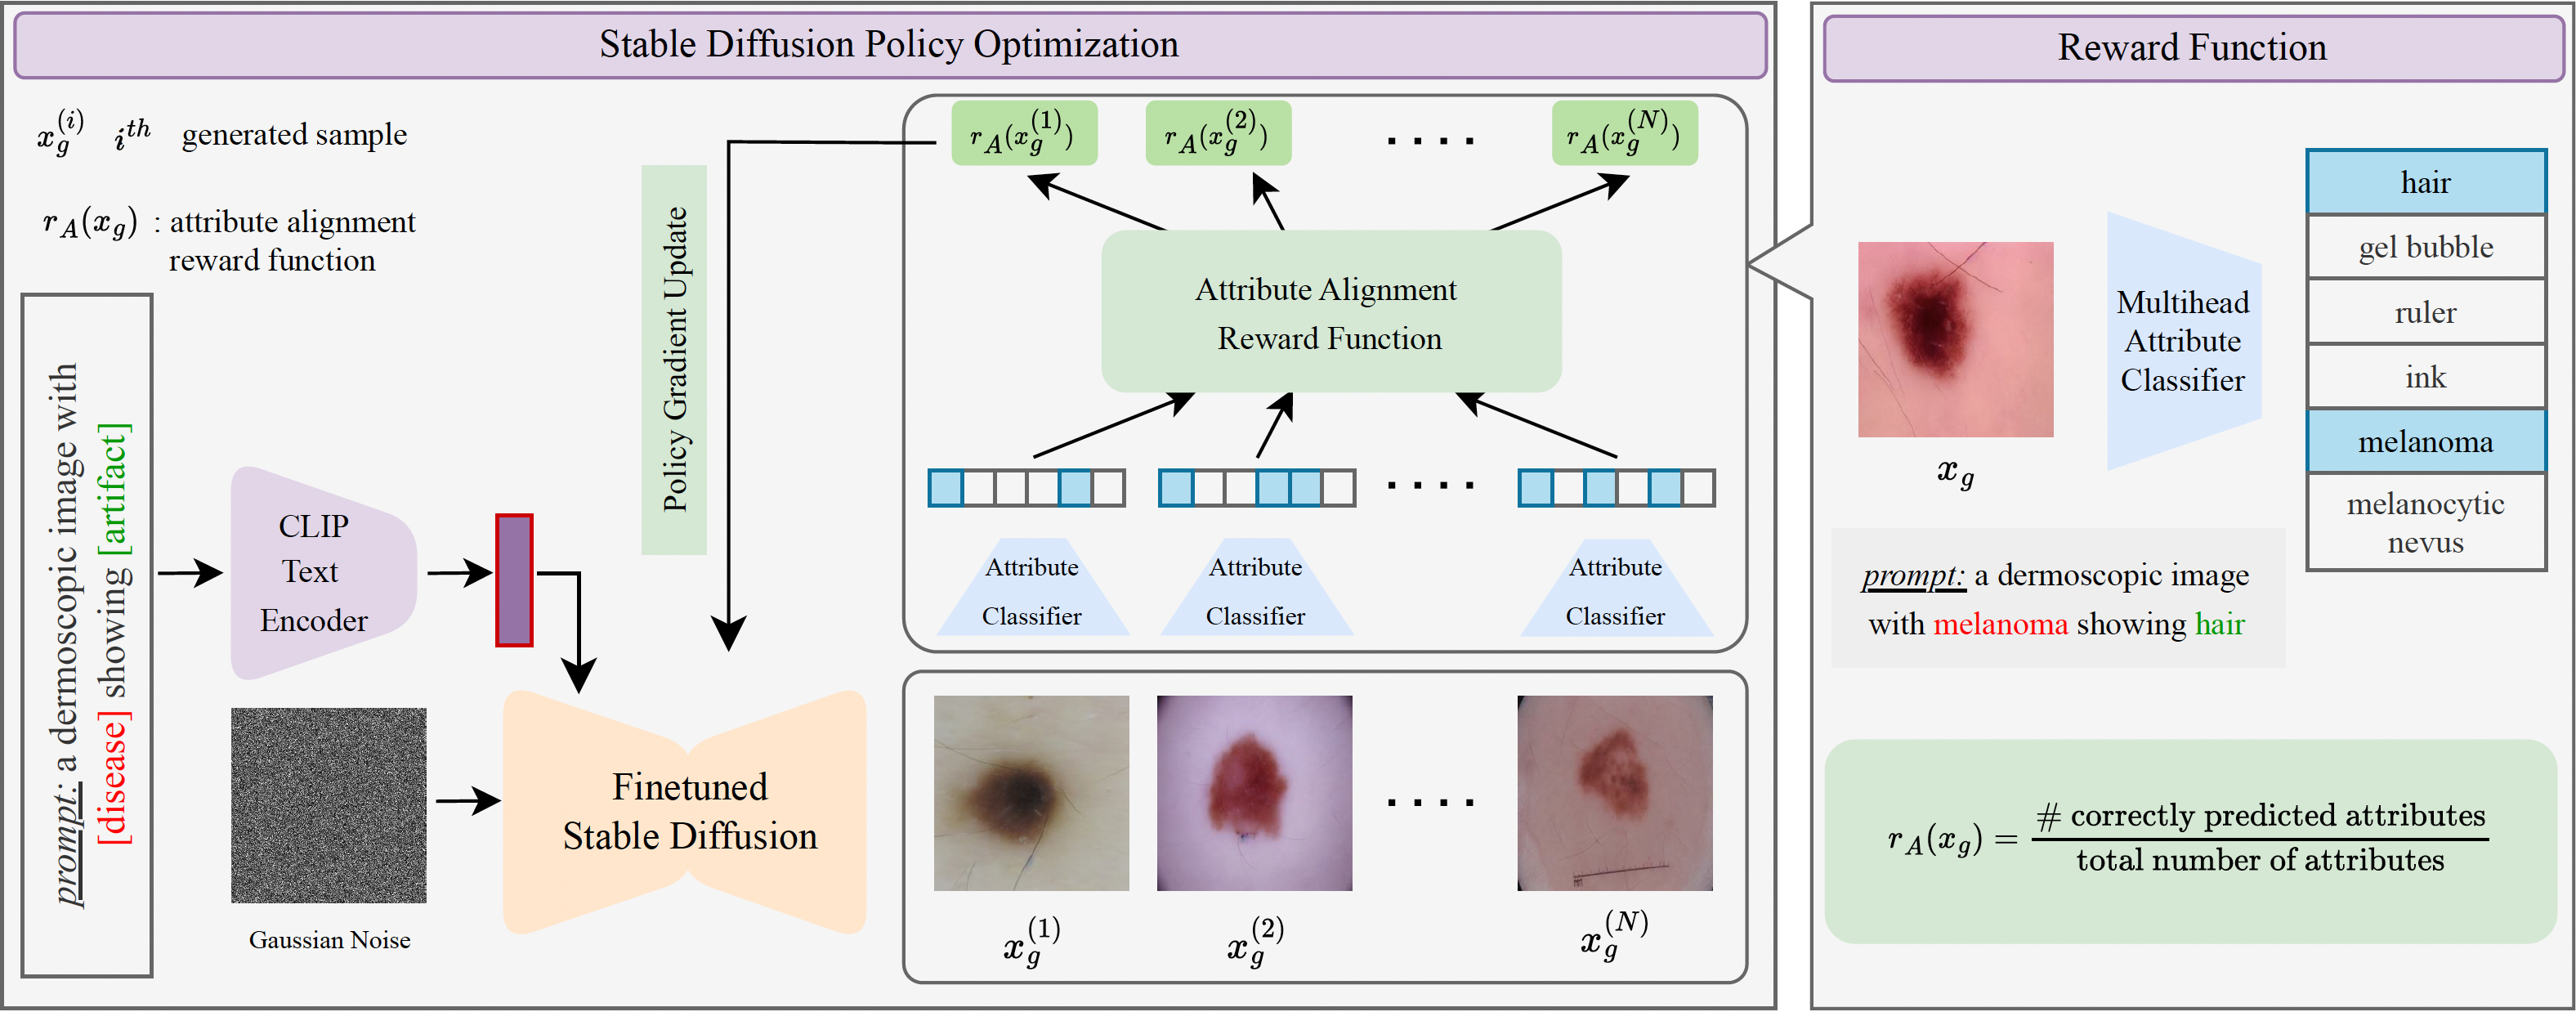 Stable Diffusion Policy Optimization
x_g^{(i)} i^{th} generated sample
r_A(x_g) : attribute alignment
reward function
prompt: a dermoscopic image with
[disease] showing [artifact]
CLIP
Text
Encoder
Gaussian Noise
Finetuned
Stable Diffusion
Policy Gradient Update
r_A(x_g^{(1)})
r_A(x_g^{(2)})
. . . .
r_A(x_g^{(N)})
Attribute Alignment
Reward Function
. . . .
Attribute
Classifier
Attribute
Classifier
Attribute
Classifier
. . . .
x_g^{(1)}
x_g^{(2)}
x_g^{(N)}
Reward Function
x_g
Multihead
Attribute
Classifier
hair
gel bubble
ruler
ink
melanoma
melanocytic
nevus
prompt: a dermoscopic image
with melanoma showing hair
r_A(x_g) = # correctly predicted attributes / total number of attributes